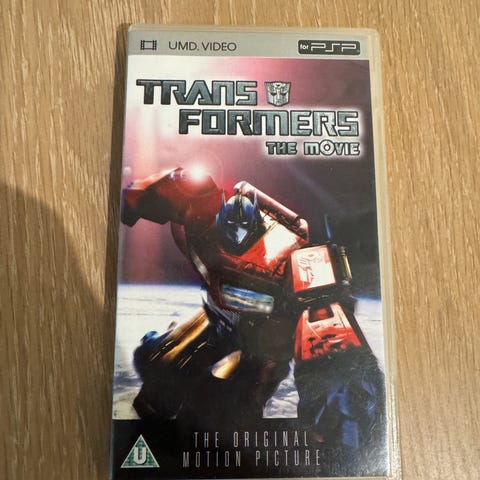 UMD. VIDEO
for PSP
TRANS
FORMERS
THE MOVIE
THE ORIGINAL
MOTION PICTURE
U